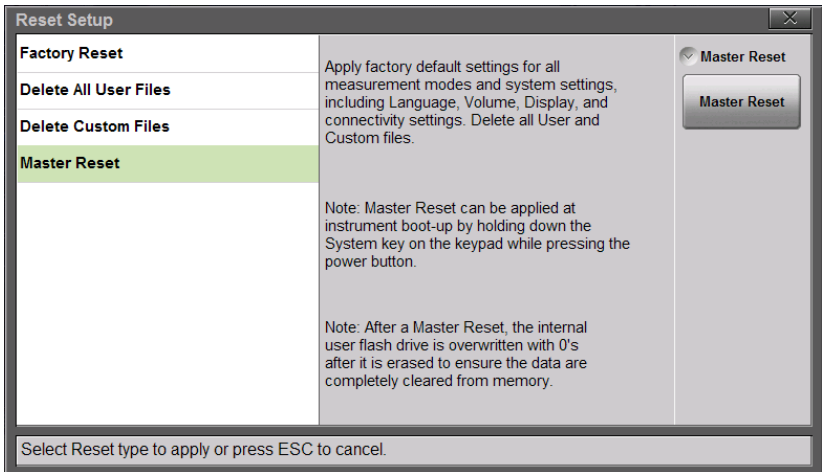 Reset Setup
Factory Reset
Delete All User Files
Delete Custom Files
Master Reset
Apply factory default settings for all
measurement modes and system settings,
including Language, Volume, Display, and
connectivity settings. Delete all User and
Custom files.
Note: Master Reset can be applied at
instrument boot-up by holding down the
System key on the keypad while pressing the
power button.
Note: After a Master Reset, the internal
user flash drive is overwritten with 0's
after it is erased to ensure the data are
completely cleared from memory.
Master Reset
Master Reset
Select Reset type to apply or press ESC to cancel.